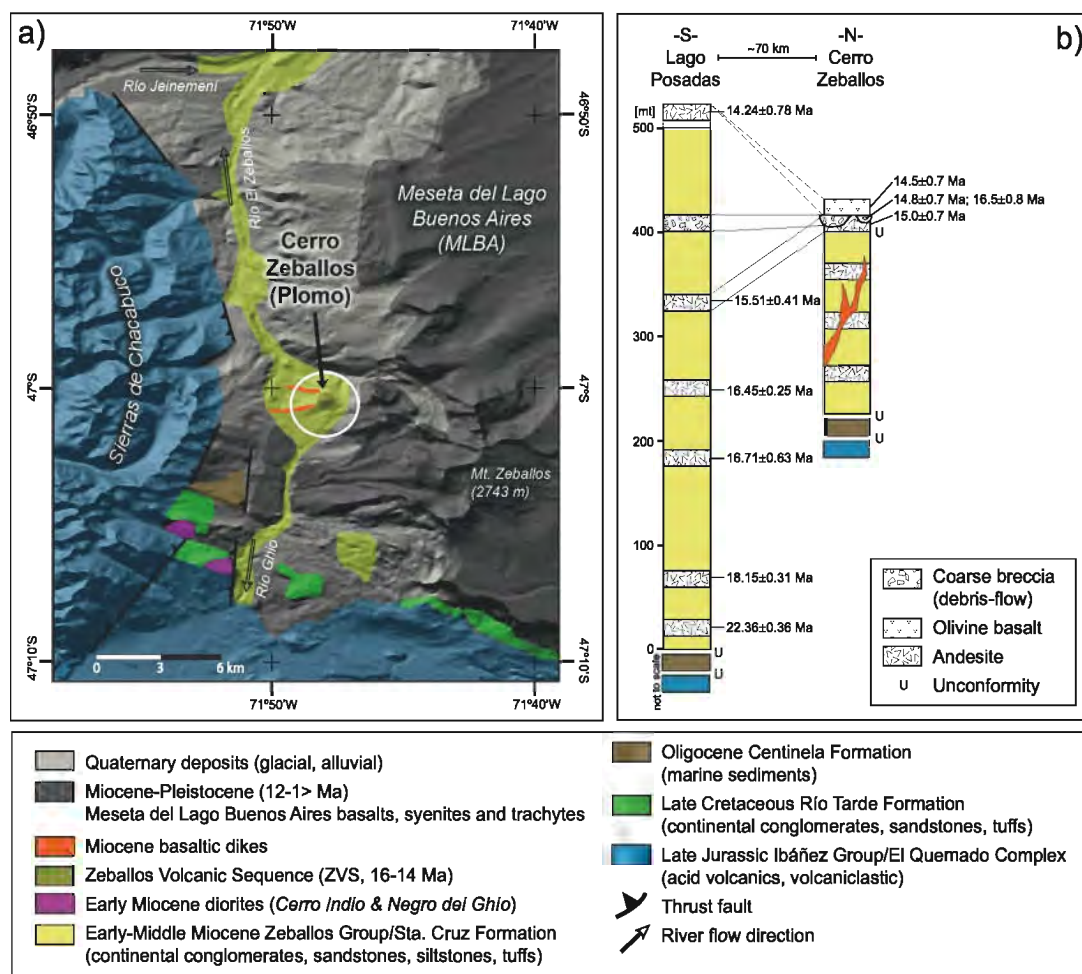 a)
71°50'W
71°40'W
Río Jeinemeni
46°50'S
46°50'S
Río El Zeballos
Meseta del Lago
Buenos Aires
(MLBA)
Cerro
Zeballos
(Plomo)
Sierras de Chacabuco
47°S
47°S
Mt. Zeballos
(2743 m)
Río Ghio
47°10'S
47°10'S
0 3 6 km
71°50'W
71°40'W
b)
-S-
Lago
Posadas
~70 km
-N-
Cerro
Zeballos
[mt]
500
400
300
200
100
0
14.24±0.78 Ma
15.51±0.41 Ma
16.45±0.25 Ma
16.71±0.63 Ma
18.15±0.31 Ma
22.36±0.36 Ma
U
U
not to scale
14.5±0.7 Ma
14.8±0.7 Ma; 16.5±0.8 Ma
15.0±0.7 Ma
U
U
U
Coarse breccia
(debris-flow)
Olivine basalt
Andesite
U Unconformity
Quaternary deposits (glacial, alluvial)
Miocene-Pleistocene (12-1> Ma)
Meseta del Lago Buenos Aires basalts, syenites and trachytes
Miocene basaltic dikes
Zeballos Volcanic Sequence (ZVS, 16-14 Ma)
Early Miocene diorites (Cerro Indio & Negro del Ghio)
Early-Middle Miocene Zeballos Group/Sta. Cruz Formation
(continental conglomerates, sandstones, siltstones, tuffs)
Oligocene Centinela Formation
(marine sediments)
Late Cretaceous Río Tarde Formation
(continental conglomerates, sandstones, tuffs)
Late Jurassic Ibáñez Group/El Quemado Complex
(acid volcanics, volcaniclastic)
Thrust fault
River flow direction